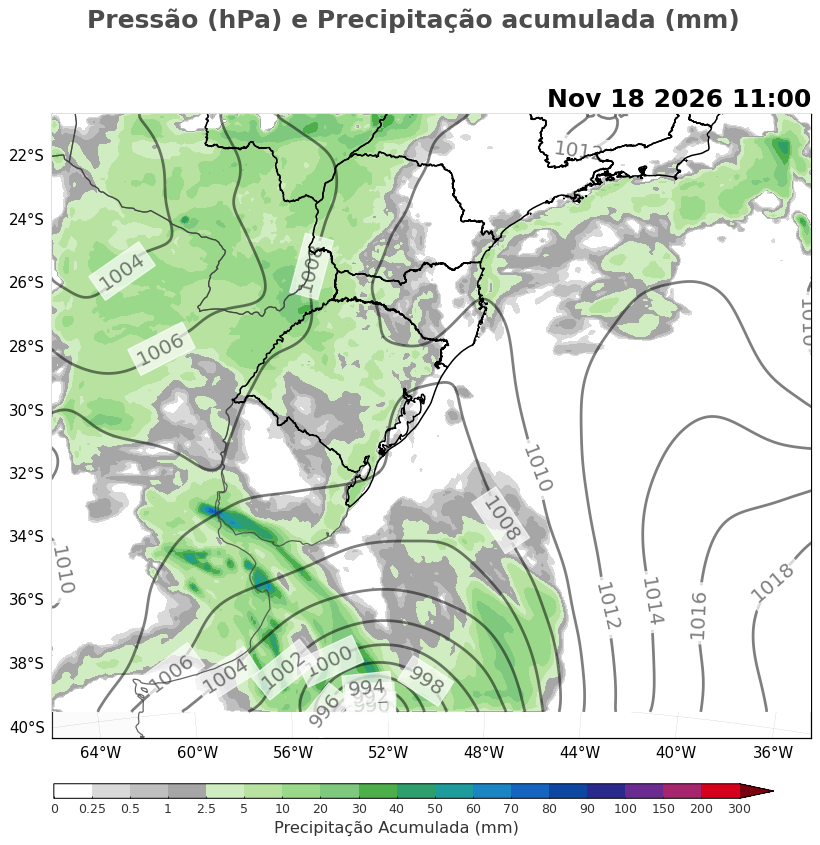 Pressão (hPa) e Precipitação acumulada (mm)
Nov 18 2026 11:00
22°S
24°S
26°S
28°S
30°S
32°S
34°S
36°S
38°S
40°S
1012
1004
1008
1006
1010
1010
1008
1010
1012
1014
1016
1018
1006
1004
1002
1000
998
996
994
992
990
64°W 60°W 56°W 52°W 48°W 44°W 40°W 36°W
0 0.25 0.5 1 2.5 5 10 20 30 40 50 60 70 80 90 100 150 200 300
Precipitação Acumulada (mm)